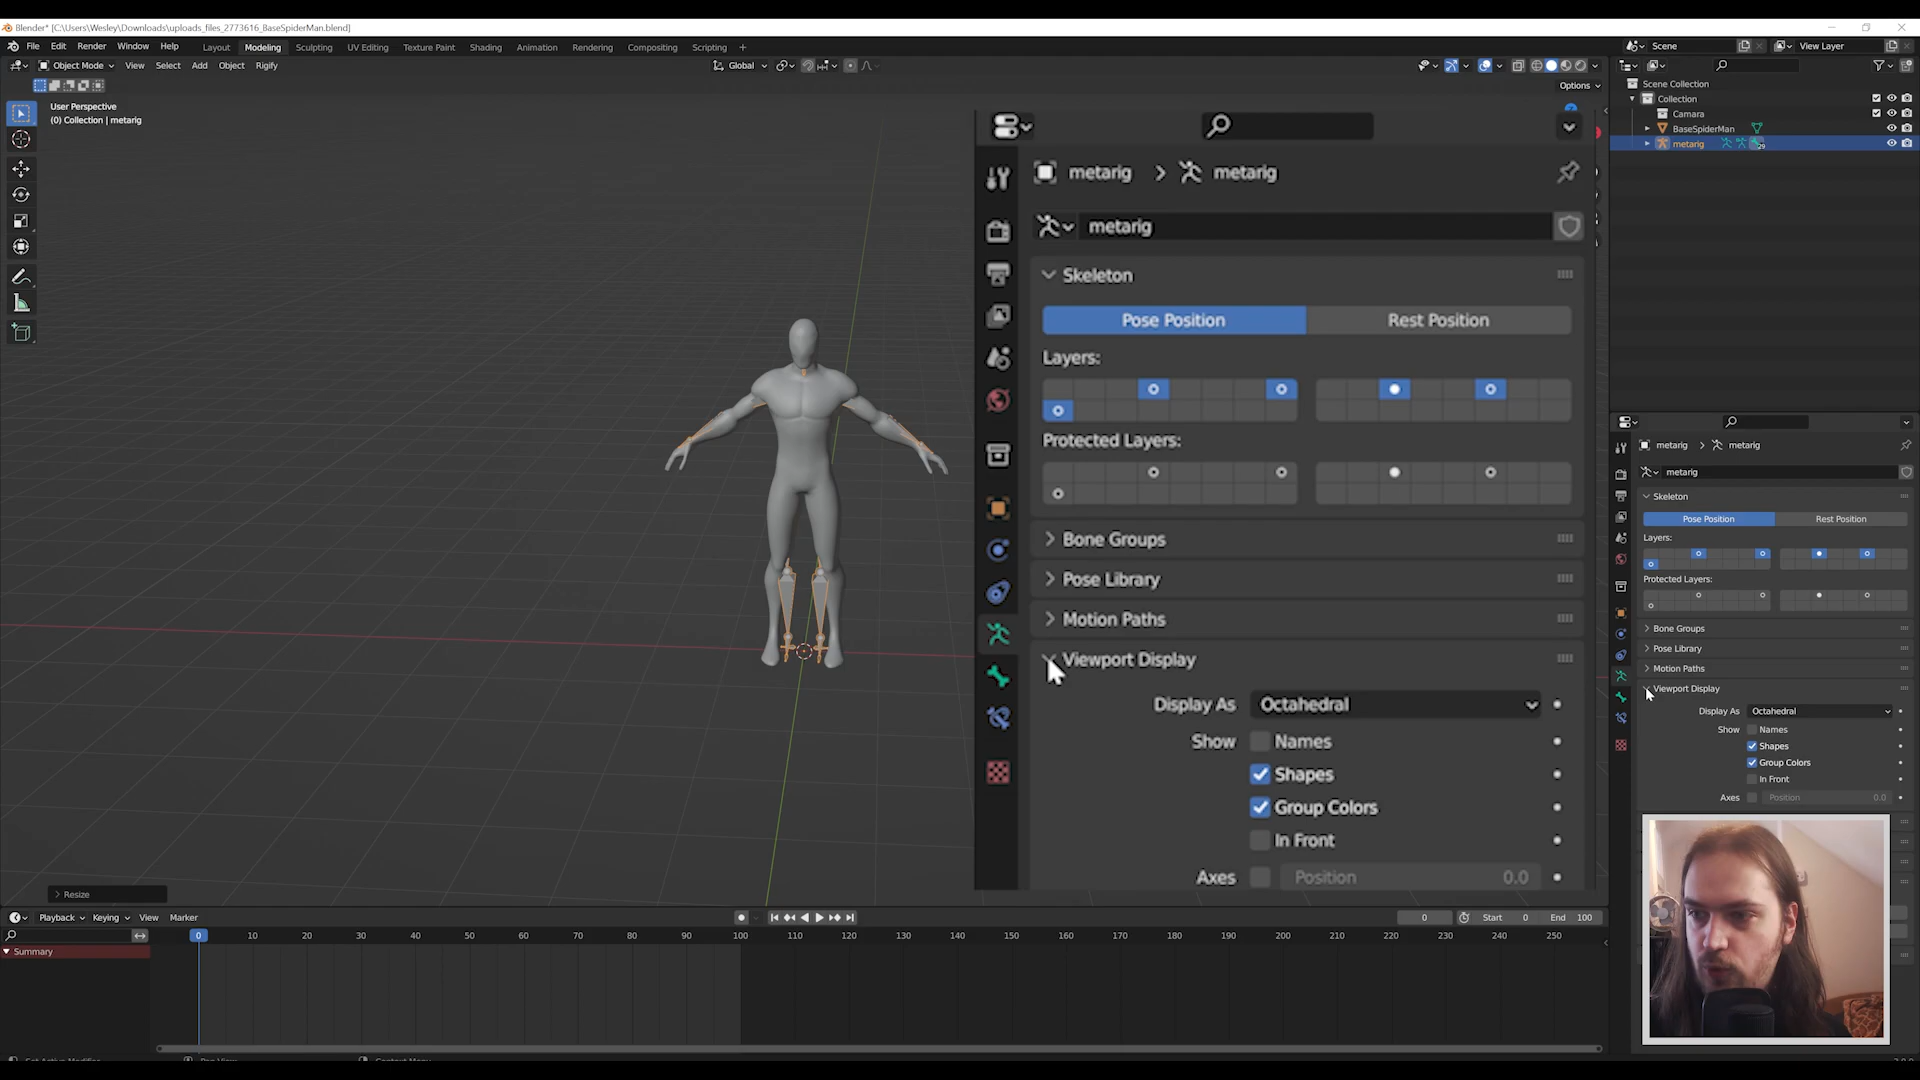 Blender* [C:\Users\Wesley\Downloads\uploads_files_2773616_BaseSpiderMan.blend]
File Edit Render Window Help Layout Modeling Sculpting UV Editing Texture Paint Shading Animation Rendering Compositing Scripting +
Scene View Layer
Object Mode View Select Add Object Rigify Global
Options
User Perspective
(0) Collection | metarig
Scene Collection
Collection
Camara
BaseSpiderMan
metarig 29
metarig > metarig
metarig
Skeleton
Pose Position Rest Position
Layers:
Protected Layers:
Bone Groups
Pose Library
Motion Paths
Viewport Display
Display As Octahedral
Show Names
Shapes
Group Colors
In Front
Axes Position 0.0
metarig > metarig
metarig
Skeleton
Pose Position Rest Position
Layers:
Protected Layers:
Bone Groups
Pose Library
Motion Paths
Viewport Display
Display As Octahedral
Show Names
Shapes
Group Colors
In Front
Axes Position 0.0
> Resize
Playback Keying View Marker 0 Start 0 End 100
0 10 20 30 40 50 60 70 80 90 100 110 120 130 140 150 160 170 180 190 200 210 220 230 240 250
Summary